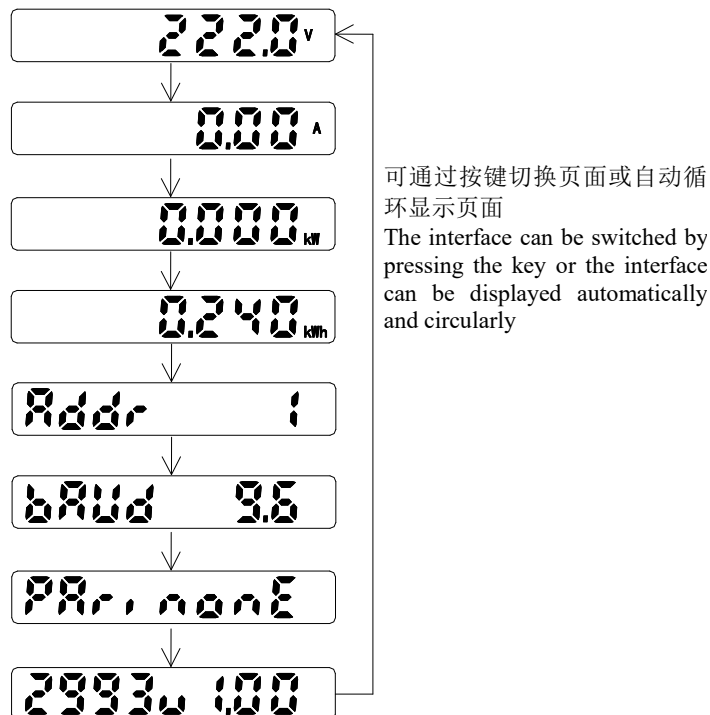 222.0 V
0.00 A
0.000 kW
0.240 kWh
Addr 1
bAUd 9.6
PAri nonE
2993v 1.00
可通过按键切换页面或自动循
环显示页面
The interface can be switched by
pressing the key or the interface
can be displayed automatically
and circularly